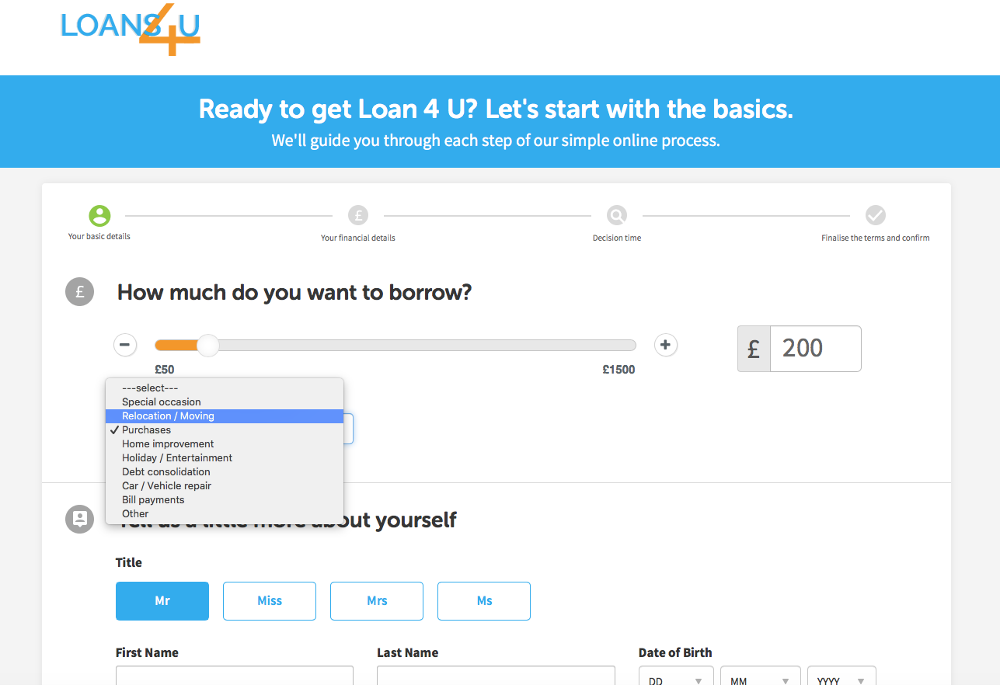 LOANS4U
Ready to get Loan 4 U? Let's start with the basics.
We'll guide you through each step of our simple online process.
£
Your basic details
Your financial details
Decision time
Finalise the terms and confirm
£
How much do you want to borrow?
£50
£1500
£
200
---select---
Special occasion
Relocation / Moving
Purchases
Home improvement
Holiday / Entertainment
Debt consolidation
Car / Vehicle repair
Bill payments
Other
Tell us a little more about yourself
Title
Mr
Miss
Mrs
Ms
First Name
Last Name
Date of Birth
DD
MM
YYYY